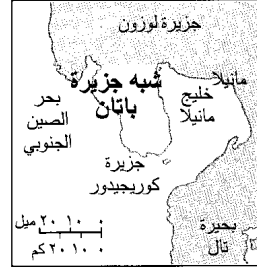 جزيرة لوزون
شبه جزيرة
باتان
مانيلا
خليج
مانيلا
بحر
الصين
الجنوبي
جزيرة
كوريجيدور
بحيرة
تال
٠ ١٠ ٢٠ ميل
٠ ١٠ ٢٠ كم